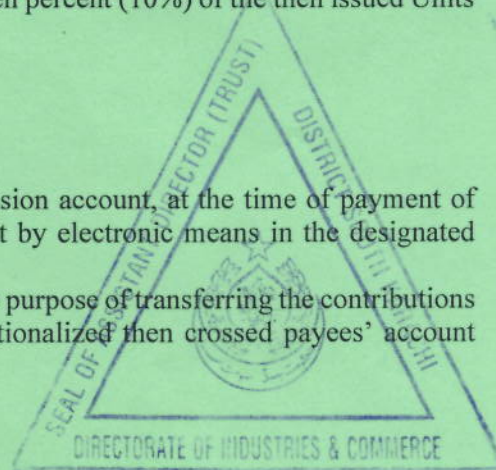 en percent (10%) of the then issued Units
sion account, at the time of payment of
t by electronic means in the designated
purpose of transferring the contributions
tionalized then crossed payees' account
SEAL OF ASSISTANT DIRECTOR (TRUST)
DISTRICT SOUTH KARACHI
DIRECTORATE OF INDUSTRIES & COMMERCE